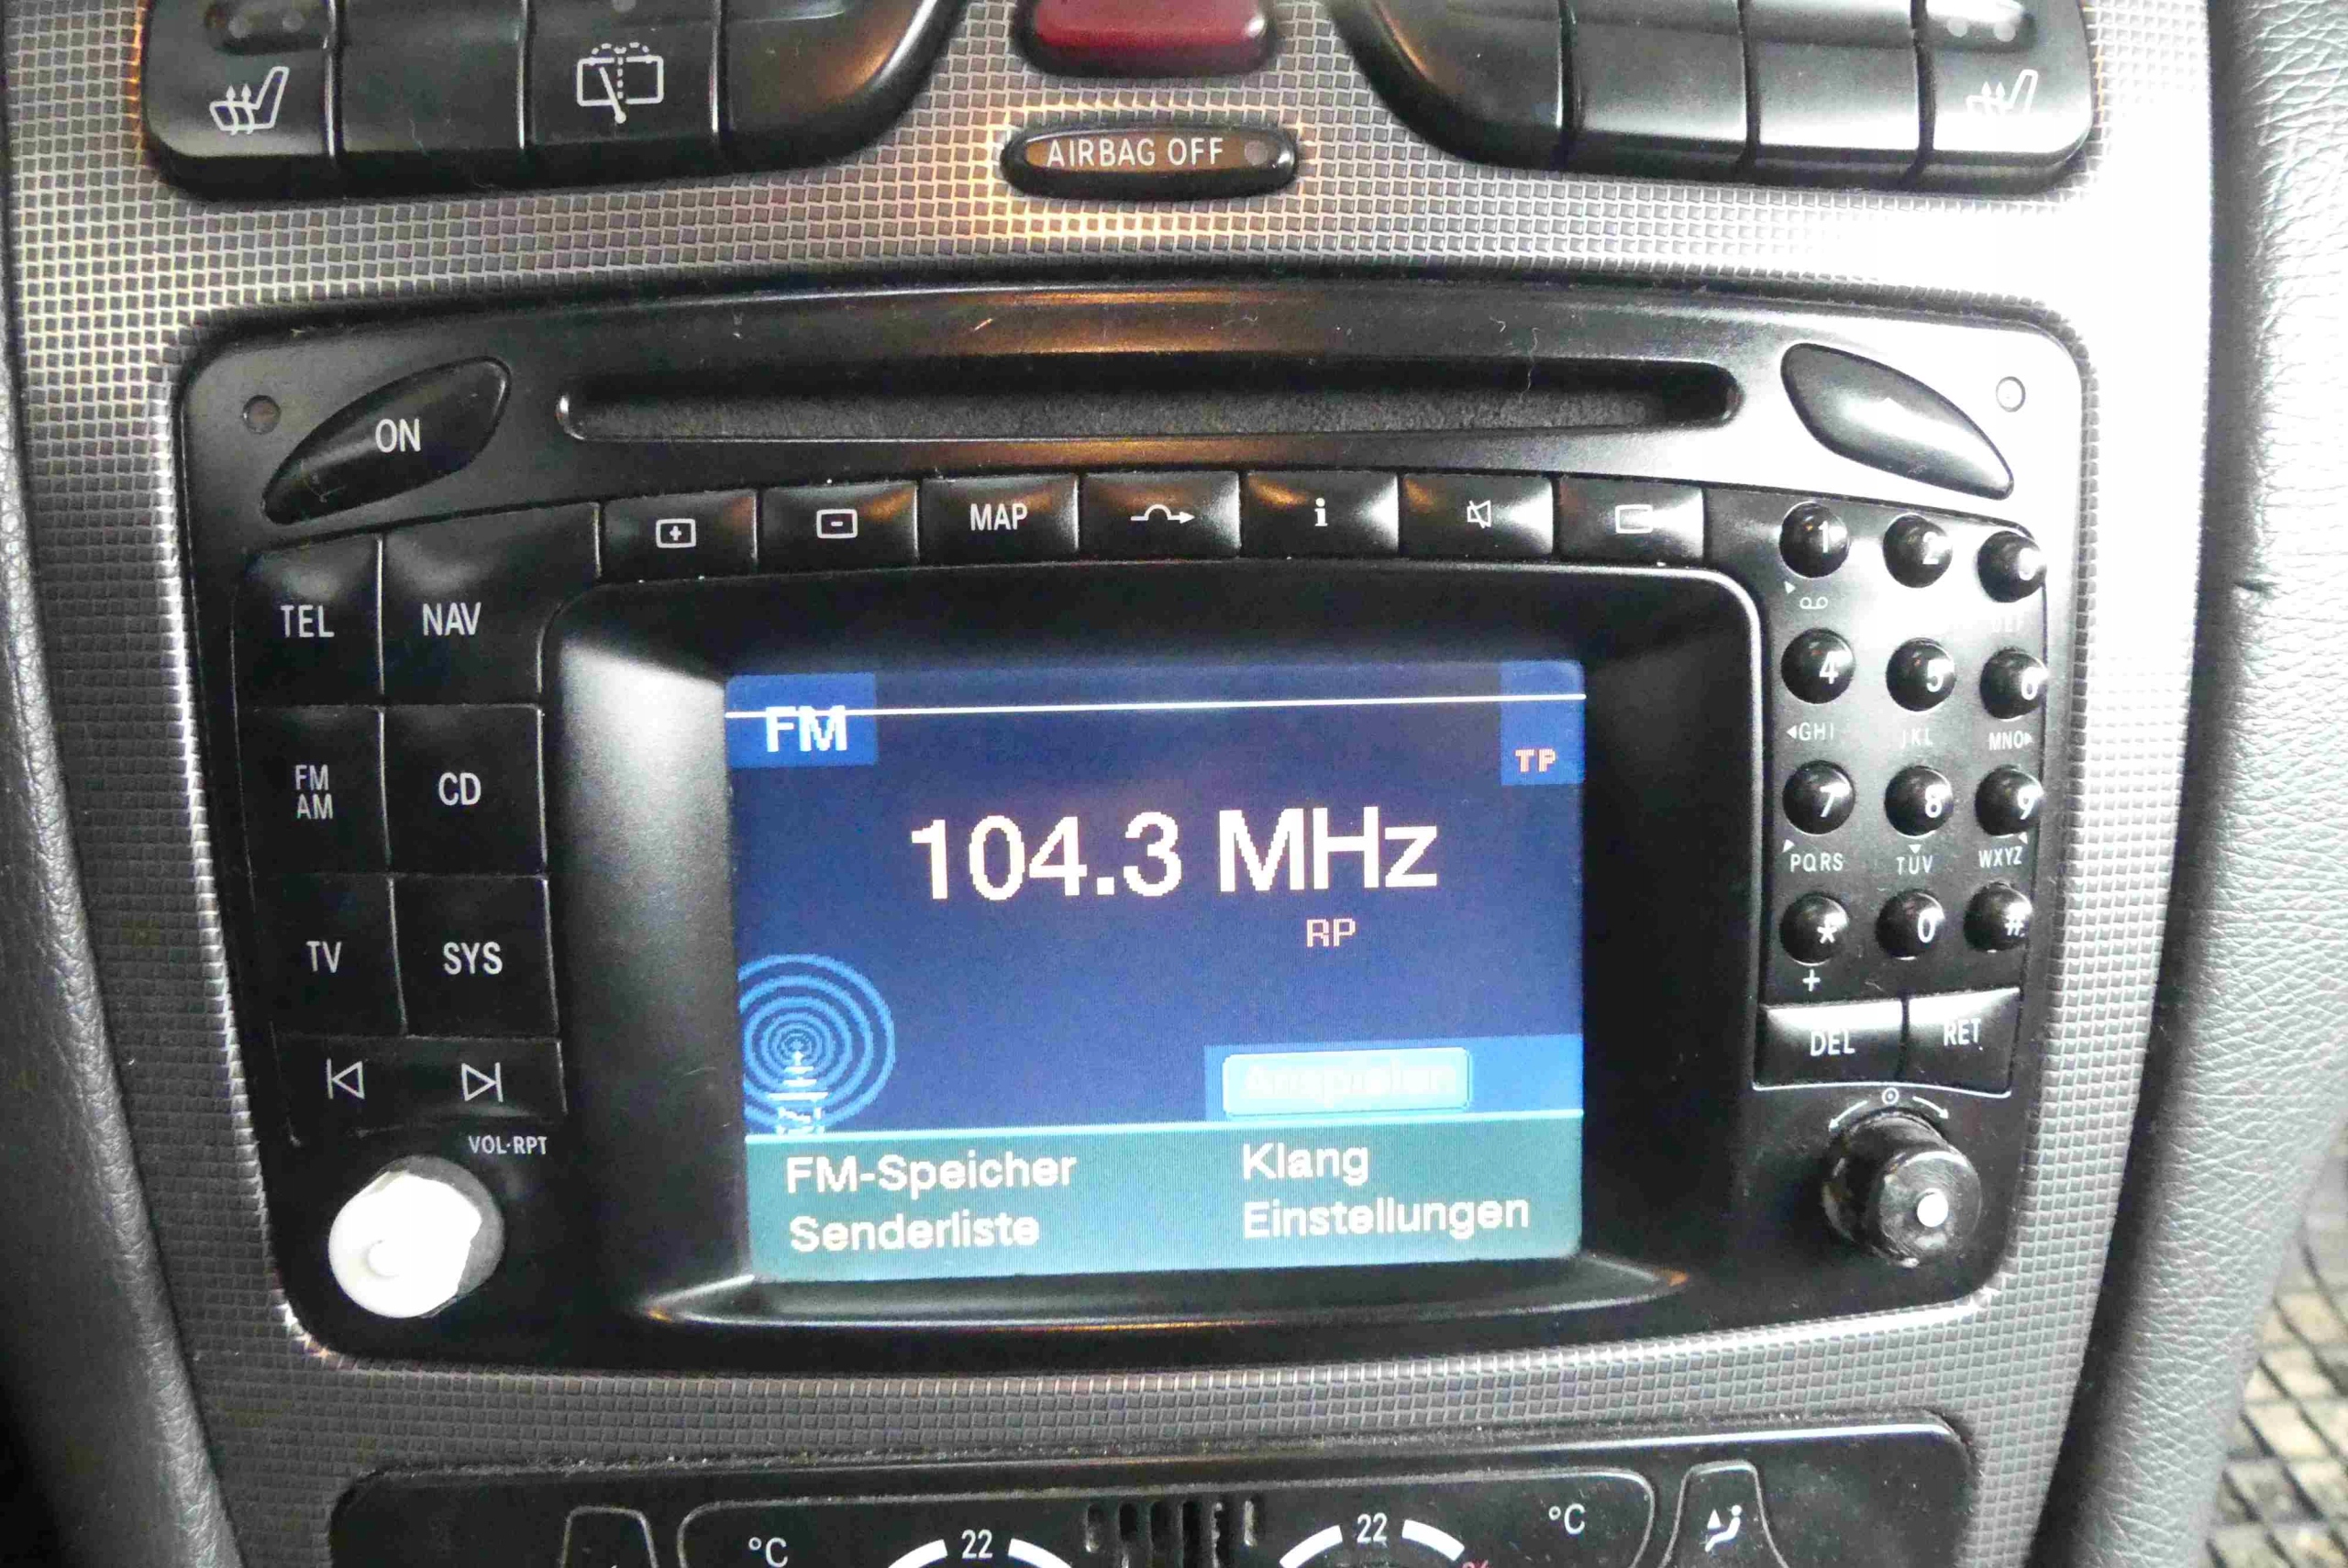 AIRBAG OFF
ON
MAP
i
1 2
TEL NAV
4 5 6
GHI JKL MNO
FM
TP
FM
AM
CD
7 8 9
104.3 MHz
PQRS TUV WXYZ
RP
* 0 #
+
TV SYS
DEL RET
Anspielen
VOL·RPT
FM-Speicher Klang
Senderliste Einstellungen
°C 22 22 °C